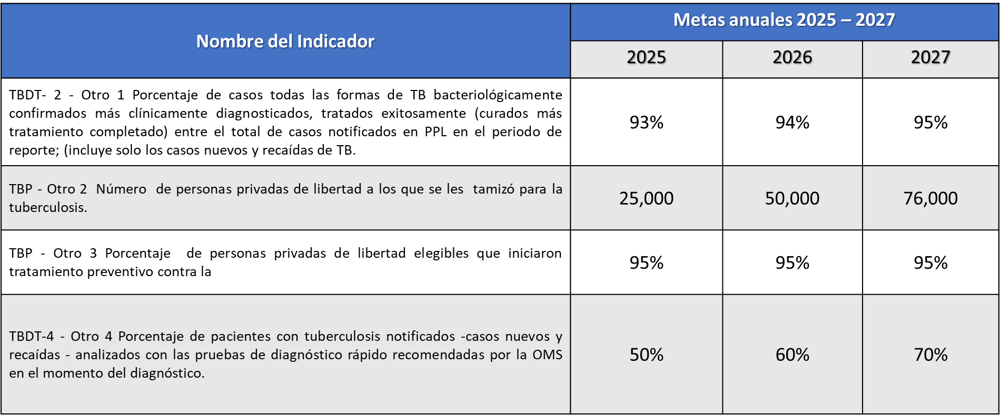 Nombre del Indicador
Metas anuales 2025 – 2027
2025
2026
2027
TBDT- 2 - Otro 1 Porcentaje de casos todas las formas de TB bacteriológicamente
confirmados más clínicamente diagnosticados, tratados exitosamente (curados más
tratamiento completado) entre el total de casos notificados en PPL en el periodo de
reporte; (incluye solo los casos nuevos y recaídas de TB.
93%
94%
95%
TBP - Otro 2 Número de personas privadas de libertad a los que se les tamizó para la
tuberculosis.
25,000
50,000
76,000
TBP - Otro 3 Porcentaje de personas privadas de libertad elegibles que iniciaron
tratamiento preventivo contra la
95%
95%
95%
TBDT-4 - Otro 4 Porcentaje de pacientes con tuberculosis notificados -casos nuevos y
recaídas - analizados con las pruebas de diagnóstico rápido recomendadas por la OMS
en el momento del diagnóstico.
50%
60%
70%